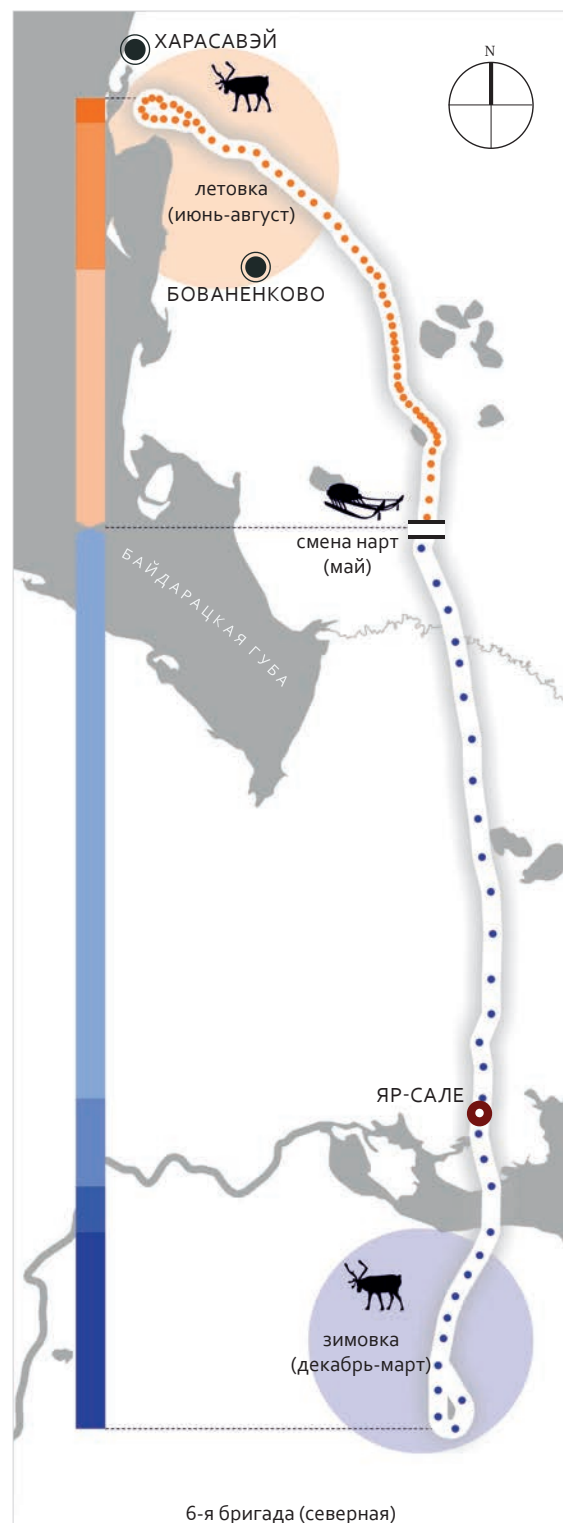 ХАРАСАВЭЙ
N
летовка
(июнь-август)
БОВАНЕНКОВО
смена нарт
(май)
БАЙДАРАЦКАЯ ГУБА
ЯР-САЛЕ
зимовка
(декабрь-март)
6-я бригада (северная)